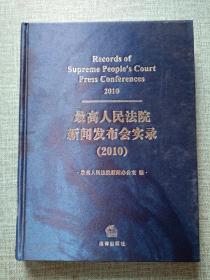 Records of
Supreme People's Court
Press Conferences
2010
最高人民法院
新闻发布会实录
(2010)
·最高人民法院新闻办公室 编·
法律出版社